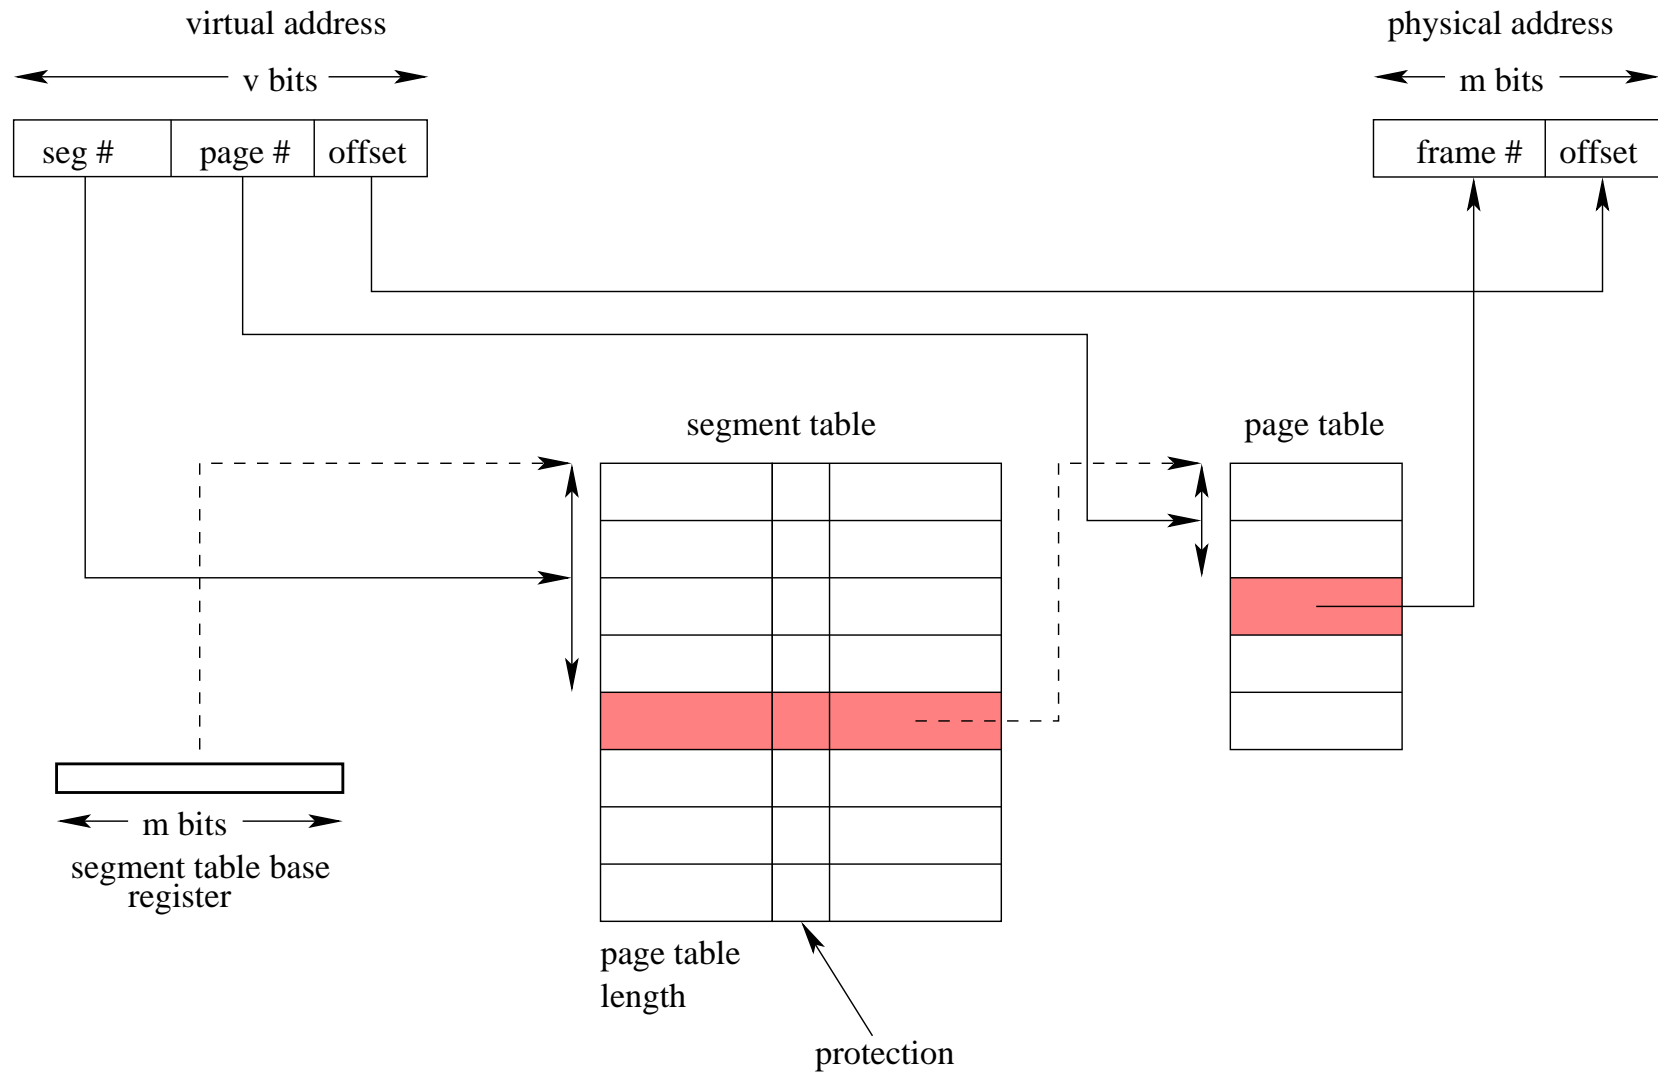 virtual address
physical address
v bits
m bits
seg #
page #
offset
frame #
offset
segment table
page table
m bits
segment table base
register
page table
length
protection